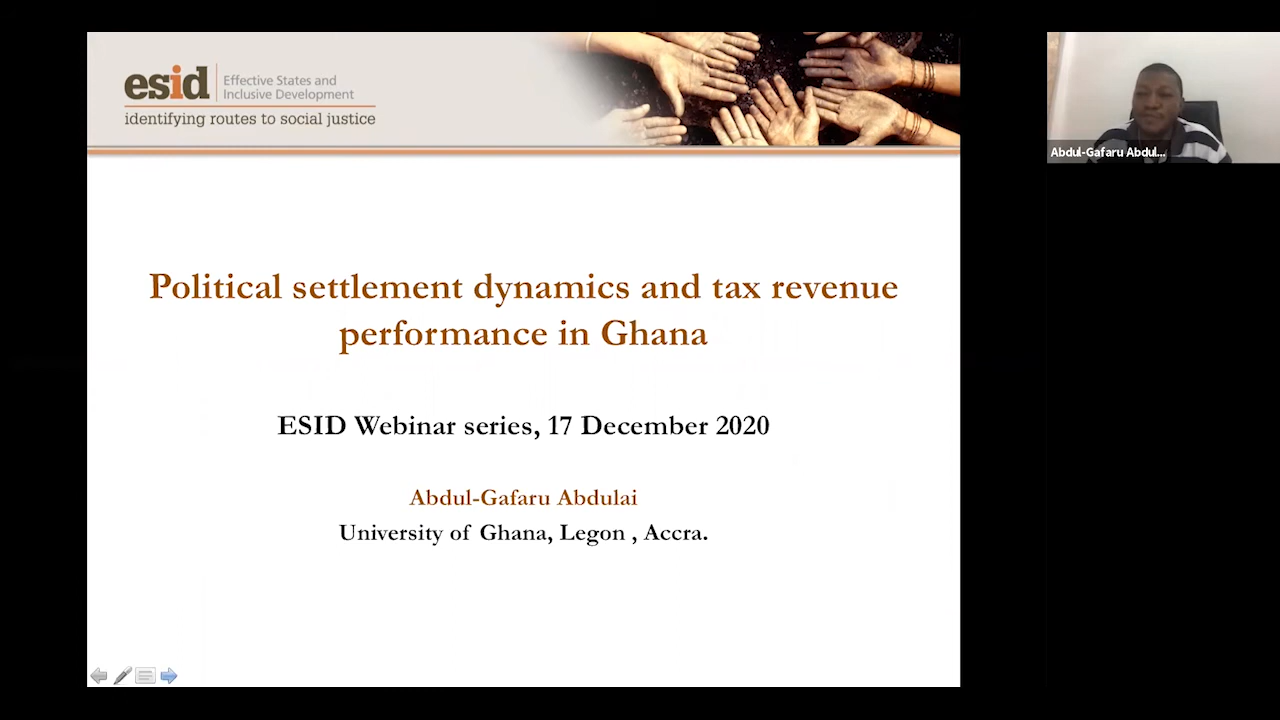 esid
Effective States and
Inclusive Development
identifying routes to social justice
Abdul-Gafaru Abdul...
Political settlement dynamics and tax revenue
performance in Ghana
ESID Webinar series, 17 December 2020
Abdul-Gafaru Abdulai
University of Ghana, Legon , Accra.